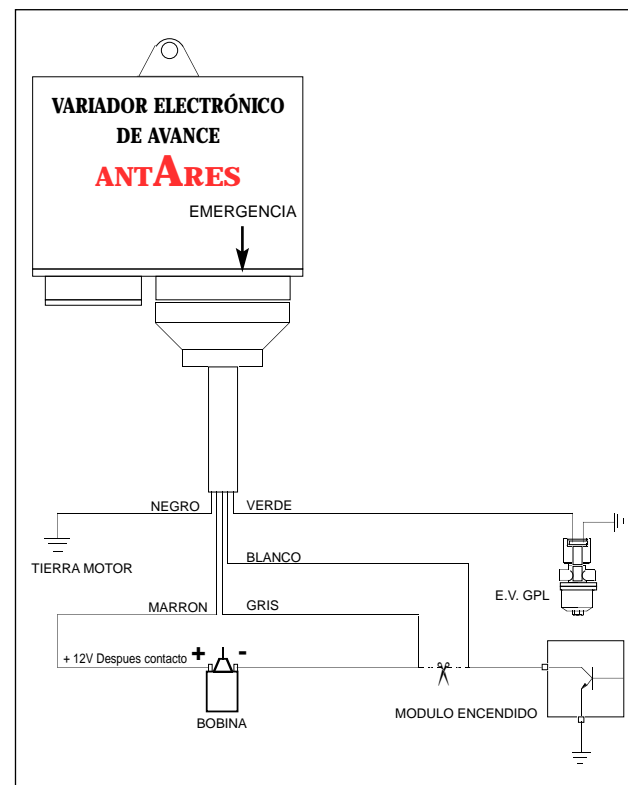 VARIADOR ELECTRÓNICO
DE AVANCE
ANTARES
EMERGENCIA
NEGRO
VERDE
TIERRA MOTOR
BLANCO
E.V. GPL
MARRON
GRIS
+ 12V Despues contacto
+
-
BOBINA
MODULO ENCENDIDO